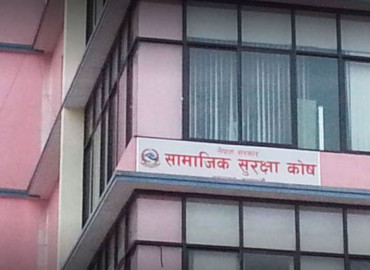 नेपाल सरकार
सामाजिक सुरक्षा कोष